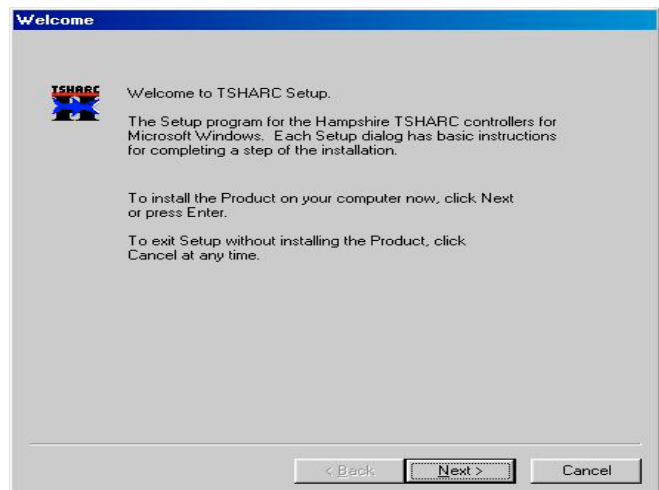 Welcome
TSHARC
Welcome to TSHARC Setup.
The Setup program for the Hampshire TSHARC controllers for
Microsoft Windows. Each Setup dialog has basic instructions
for completing a step of the installation.
To install the Product on your computer now, click Next
or press Enter.
To exit Setup without installing the Product, click
Cancel at any time.
< Back Next > Cancel